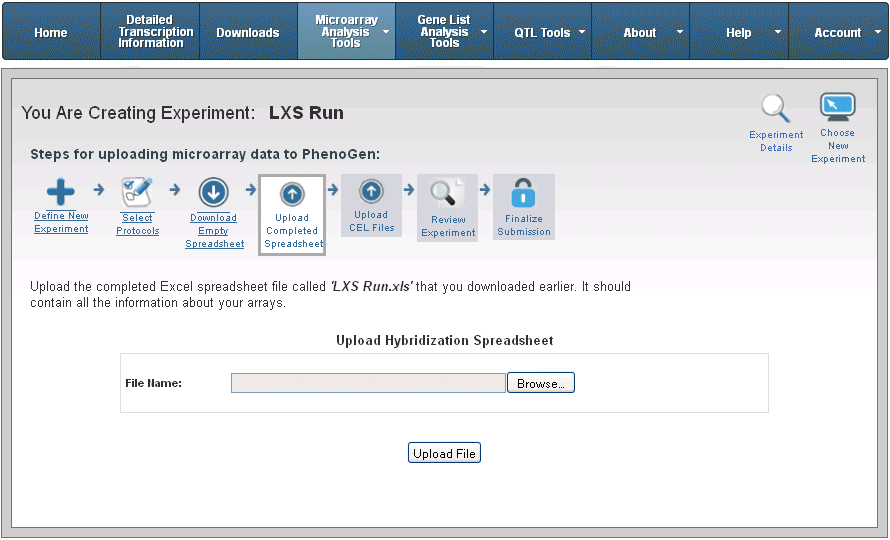 Home
Detailed
Transcription
Information
Downloads
Microarray
Analysis
Tools
Gene List
Analysis
Tools
QTL Tools
About
Help
Account
You Are Creating Experiment: LXS Run
Experiment
Details
Choose
New
Experiment
Steps for uploading microarray data to PhenoGen:
Define New
Experiment
Select
Protocols
Download
Empty
Spreadsheet
Upload
Completed
Spreadsheet
Upload
CEL Files
Review
Experiment
Finalize
Submission
Upload the completed Excel spreadsheet file called 'LXS Run.xls' that you downloaded earlier. It should
contain all the information about your arrays.
Upload Hybridization Spreadsheet
File Name:
Browse...
Upload File